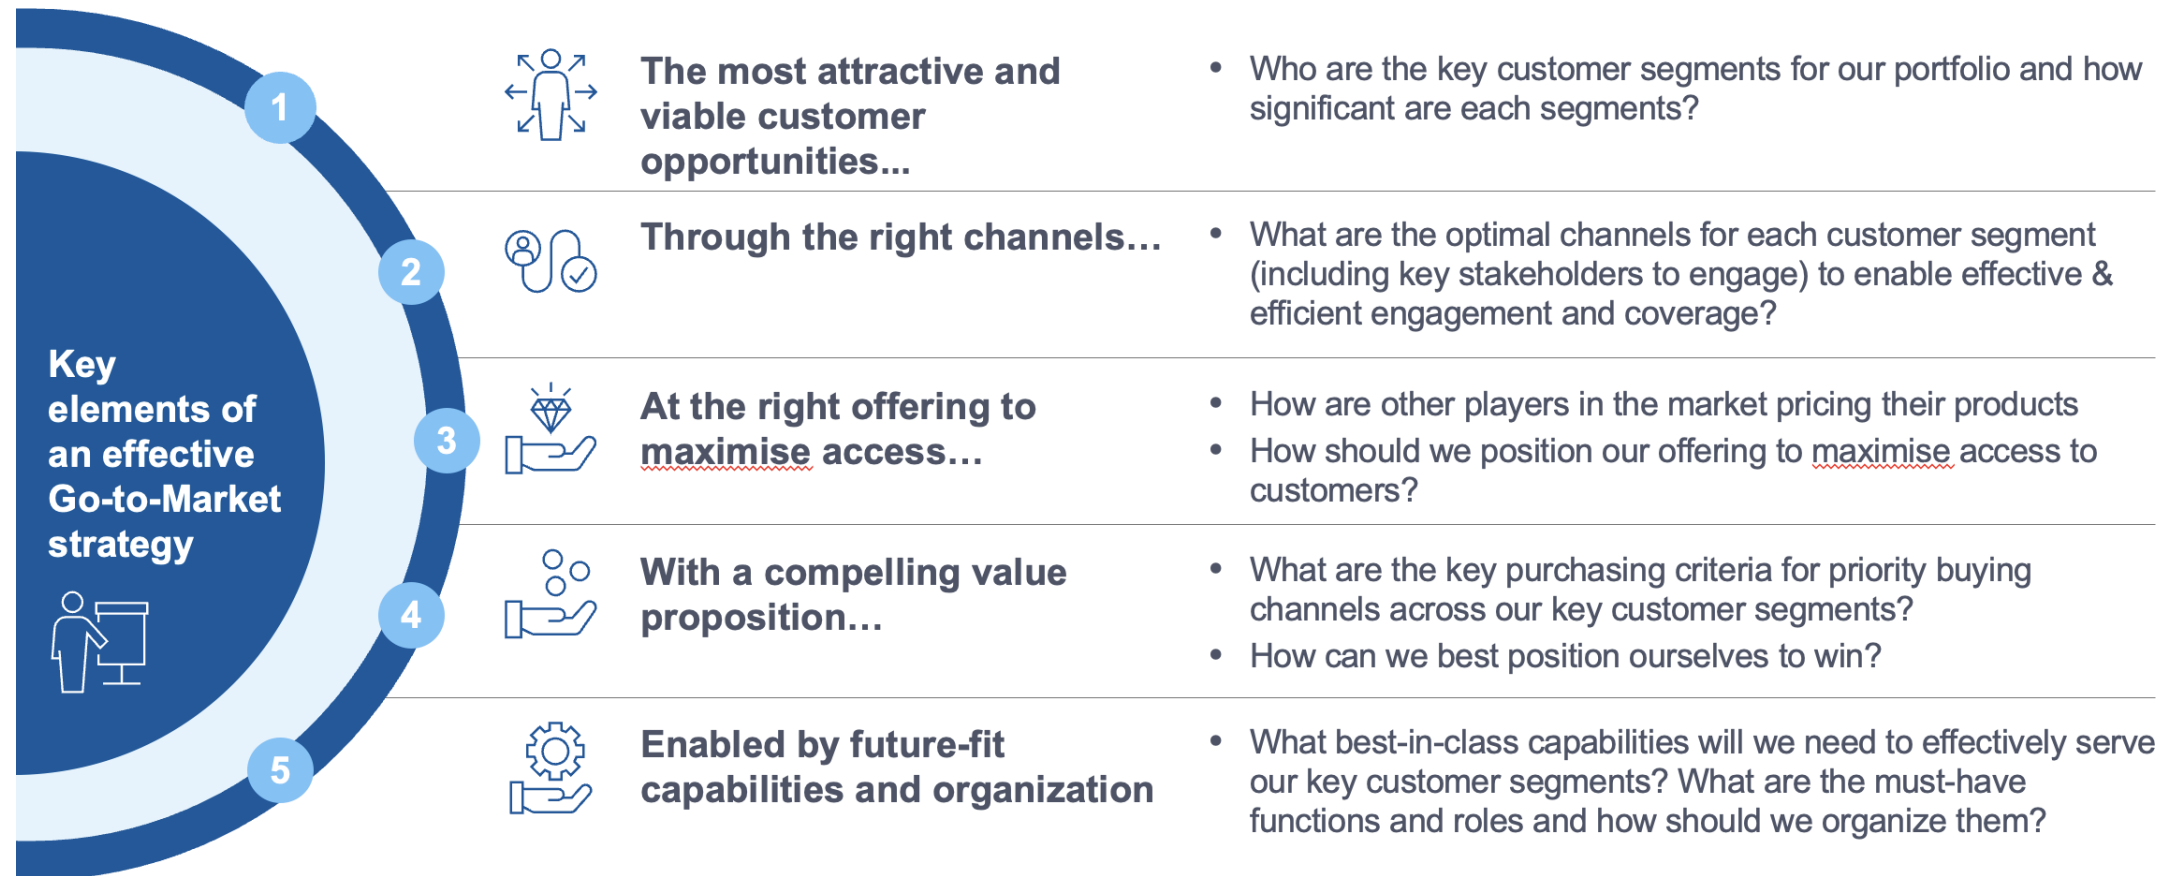 Key
elements of
an effective
Go-to-Market
strategy
1
The most attractive and
viable customer
opportunities...
• Who are the key customer segments for our portfolio and how
significant are each segments?
2
Through the right channels…
• What are the optimal channels for each customer segment
(including key stakeholders to engage) to enable effective &
efficient engagement and coverage?
3
At the right offering to
maximise access…
• How are other players in the market pricing their products
• How should we position our offering to maximise access to
customers?
4
With a compelling value
proposition…
• What are the key purchasing criteria for priority buying
channels across our key customer segments?
• How can we best position ourselves to win?
5
Enabled by future-fit
capabilities and organization
• What best-in-class capabilities will we need to effectively serve
our key customer segments? What are the must-have
functions and roles and how should we organize them?